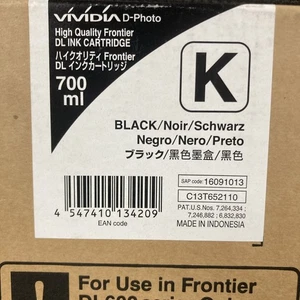 ViViDiA D-Photo
High Quality Frontier
DL INK CARTRIDGE
ハイクオリティ Frontier
DL インクカートリッジ
700
ml
K
BLACK/Noir/Schwarz
Negro/Nero/Preto
ブラック/黑色墨盒/黑色
SAP code: 16091013
C13T652110
PAT.U.S.Nos. 7,264,334 ;
7,246,882 ; 6,832,830
MADE IN INDONESIA
4 547410 134209
EAN code
For Use in Frontier